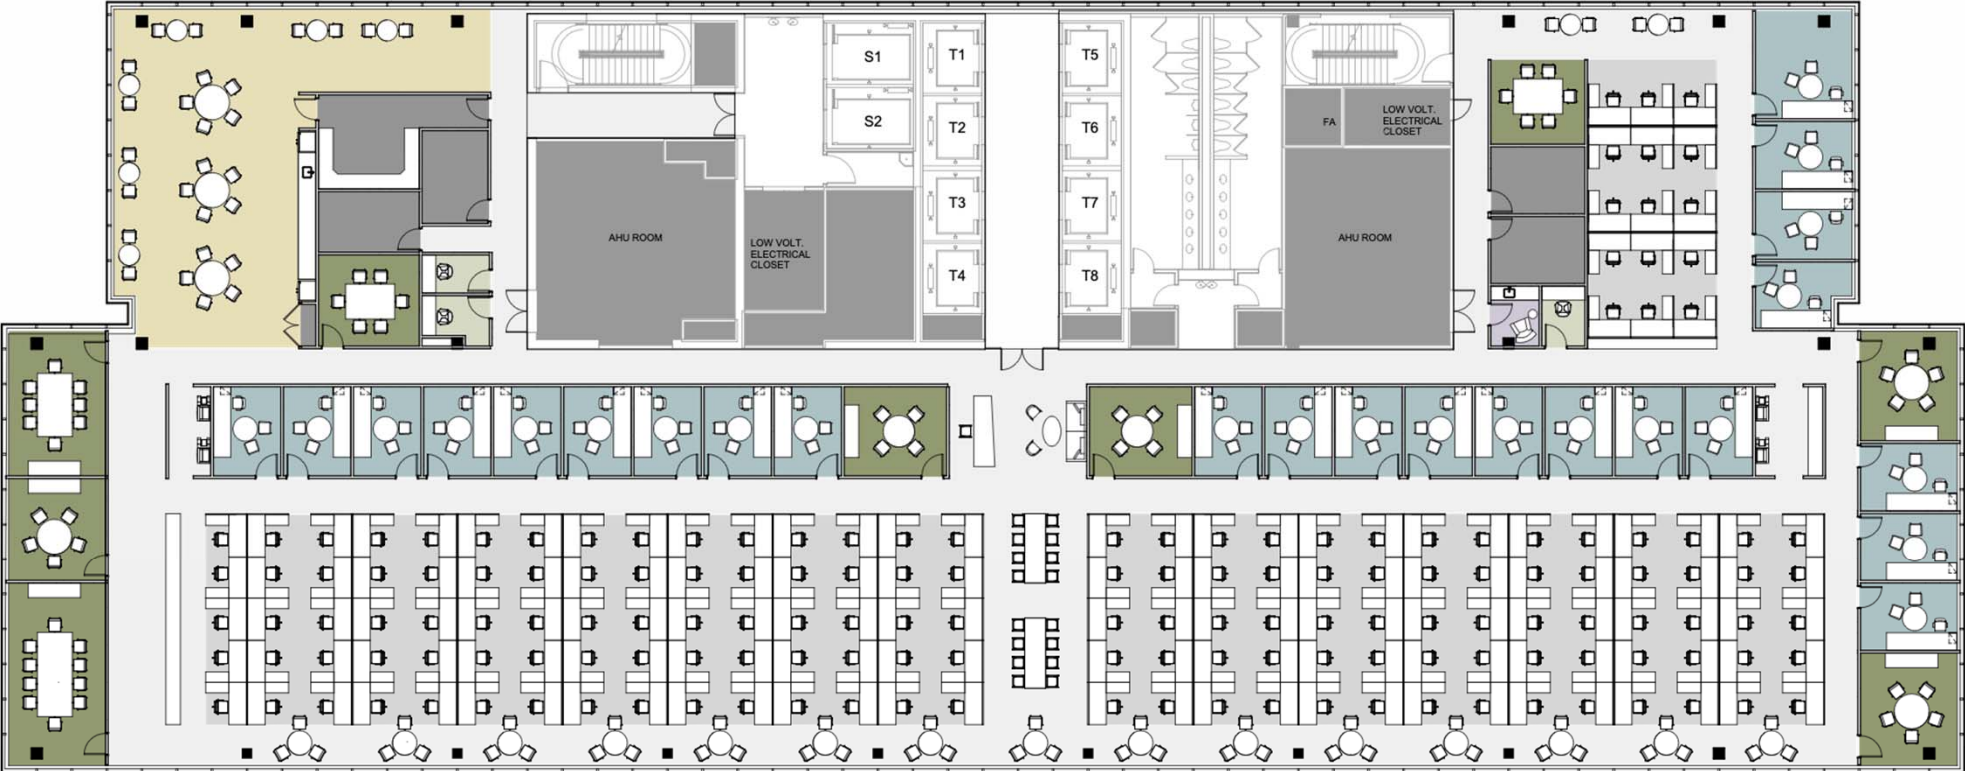 S1
T1
T5
S2
T2
T6
FA
LOW VOLT.
ELECTRICAL
CLOSET
T3
T7
AHU ROOM
LOW VOLT.
ELECTRICAL
CLOSET
AHU ROOM
T4
T8